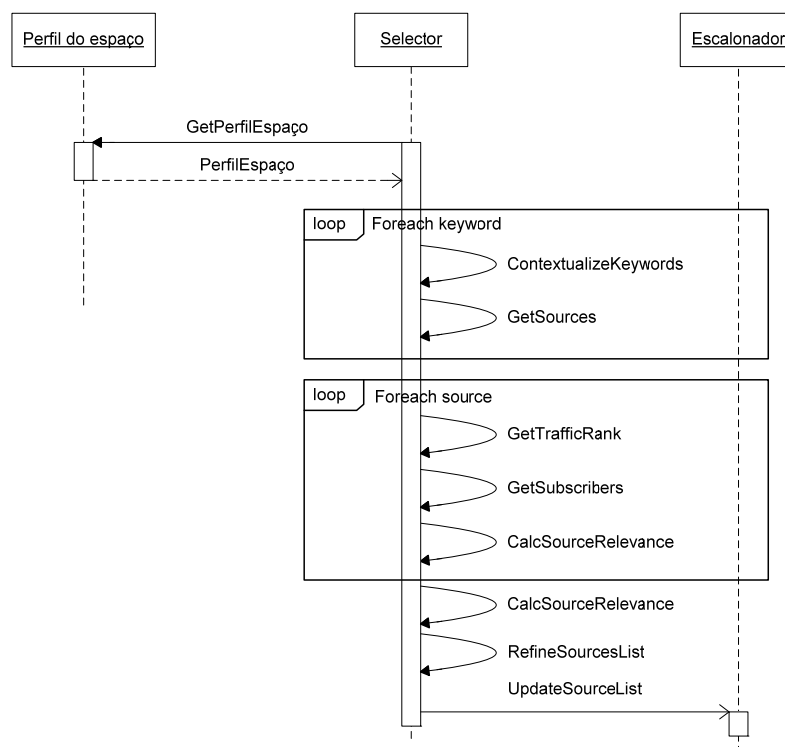 Perfil do espaço
Selector
Escalonador
GetPerfilEspaço
PerfilEspaço
loop
Foreach keyword
ContextualizeKeywords
GetSources
loop
Foreach source
GetTrafficRank
GetSubscribers
CalcSourceRelevance
CalcSourceRelevance
RefineSourcesList
UpdateSourceList